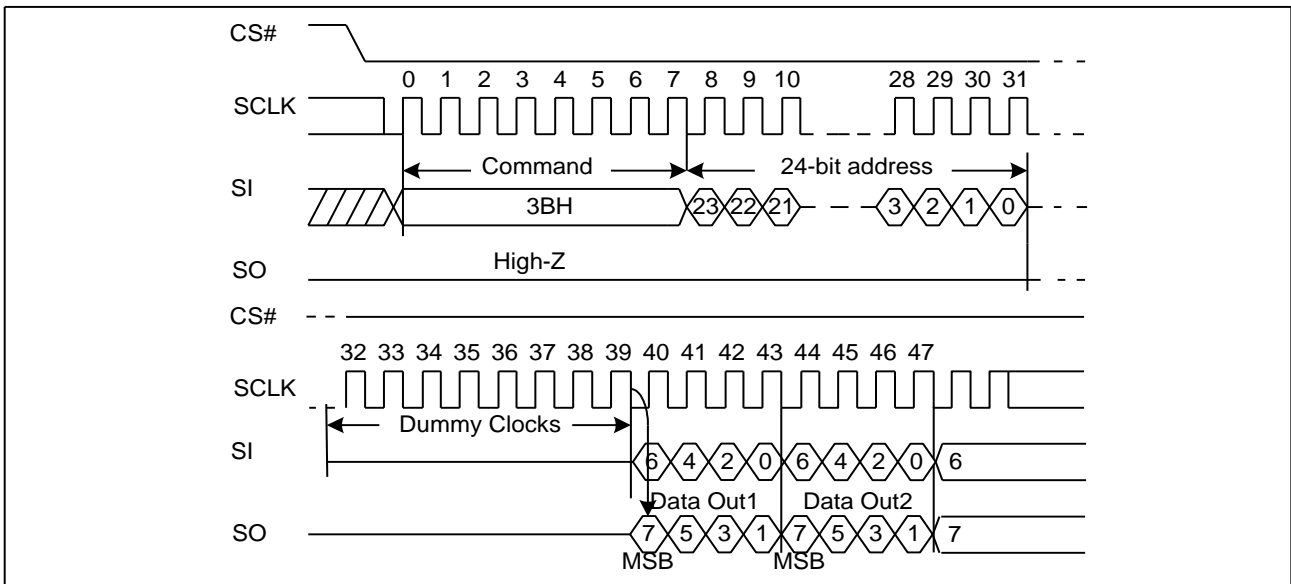 CS#
0 1 2 3 4 5 6 7 8 9 10 28 29 30 31
SCLK
Command 24-bit address
SI 3BH 23 22 21 3 2 1 0
High-Z
SO
CS#
32 33 34 35 36 37 38 39 40 41 42 43 44 45 46 47
SCLK
Dummy Clocks
SI 6 4 2 0 6 4 2 0 6
Data Out1 Data Out2
SO 7 5 3 1 7 5 3 1 7
MSB MSB